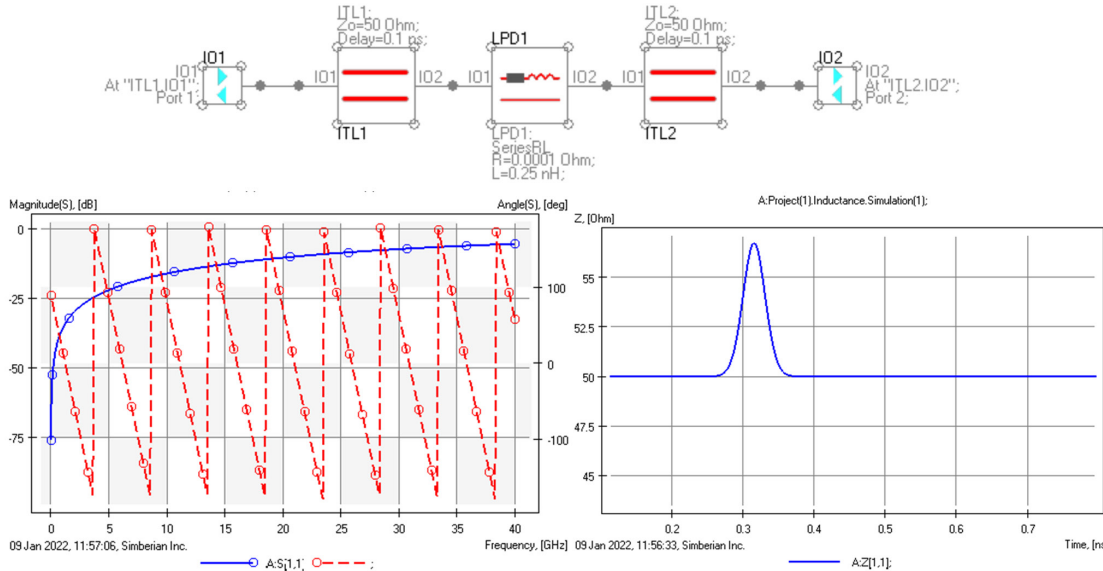 ITL1:
Zo=50 Ohm;
Delay=0.1 ns;
ITL2:
Zo=50 Ohm;
Delay=0.1 ns;
IO1
LPD1
IO2
IO1
At "ITL1.IO1";
Port 1;
IO1
IO2
IO1
IO2
IO1
IO2
IO2
At "ITL2.IO2";
Port 2;
ITL1
LPD1:
SeriesRL
R=0.0001 Ohm;
L=0.25 nH;
ITL2
Magnitude(S), [dB]
Angle(S), [deg]
0
-25
-50
-75
100
0
-100
0
5
10
15
20
25
30
35
40
09 Jan 2022, 11:57:06, Simberian Inc.
Frequency, [GHz]
A:S[1,1]
;
A:Project(1).Inductance.Simulation(1);
Z, [Ohm]
55
52.5
50
47.5
45
0.2
0.3
0.4
0.5
0.6
0.7
09 Jan 2022, 11:56:33, Simberian Inc.
Time, [ns
A:Z[1,1];